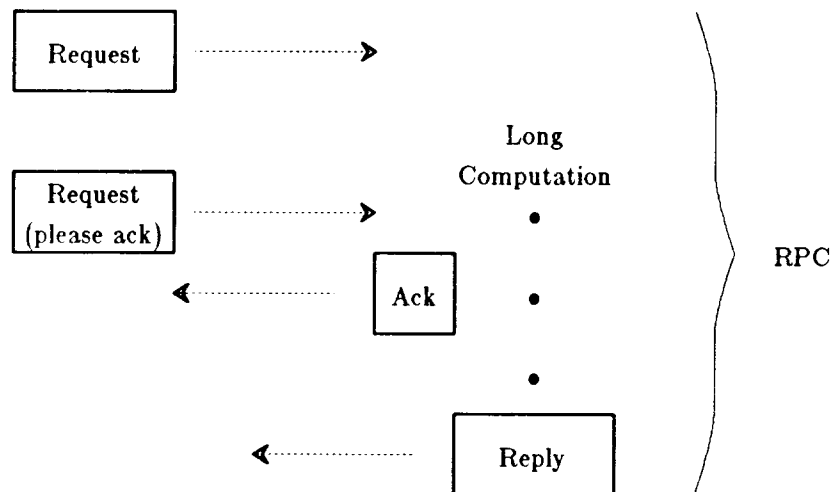 Request
Long
Computation
Request
(please ack)
RPC
Ack
Reply